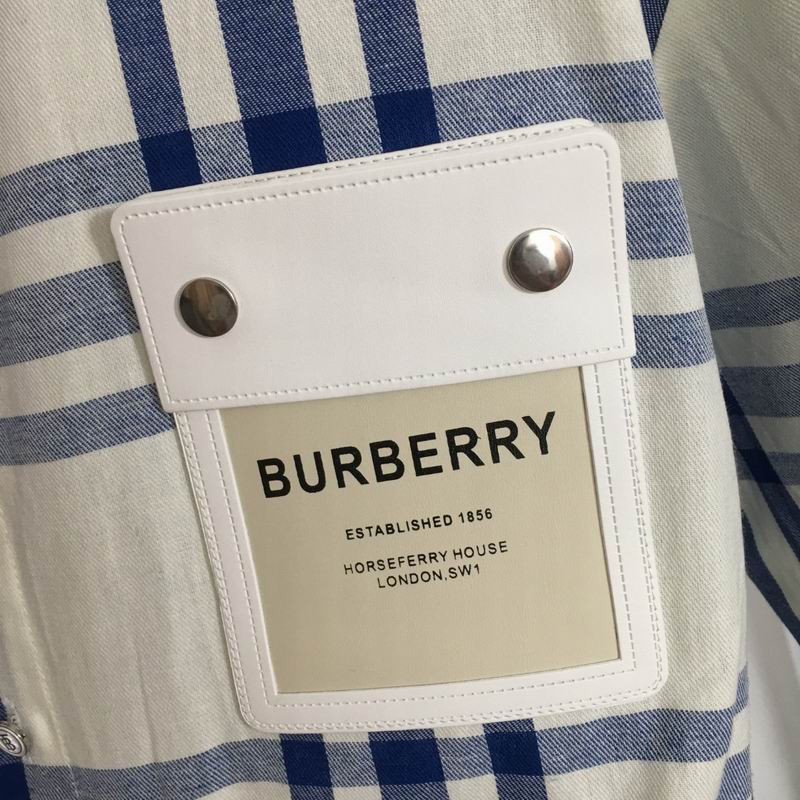 BURBERRY
ESTABLISHED 1856
HORSEFERRY HOUSE
LONDON,SW1